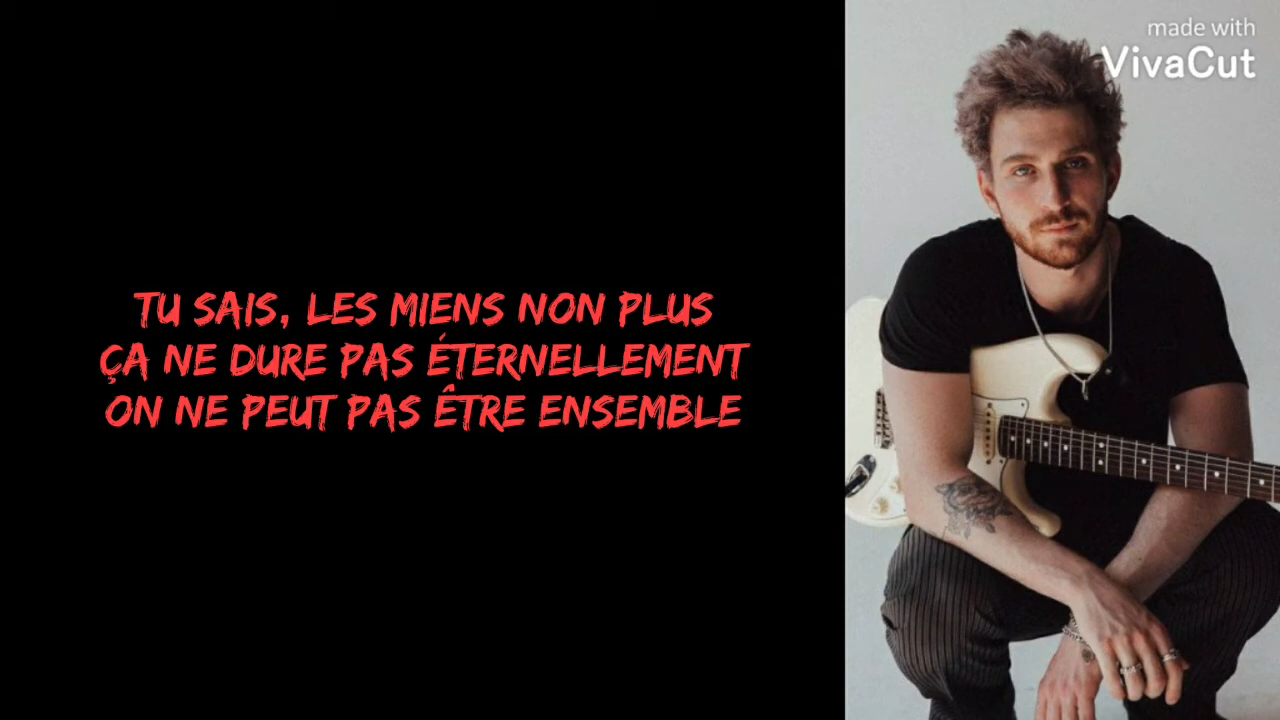 made with
VivaCut
TU SAIS, LES MIENS NON PLUS
ÇA NE DURE PAS ÉTERNELLEMENT
ON NE PEUT PAS ÊTRE ENSEMBLE